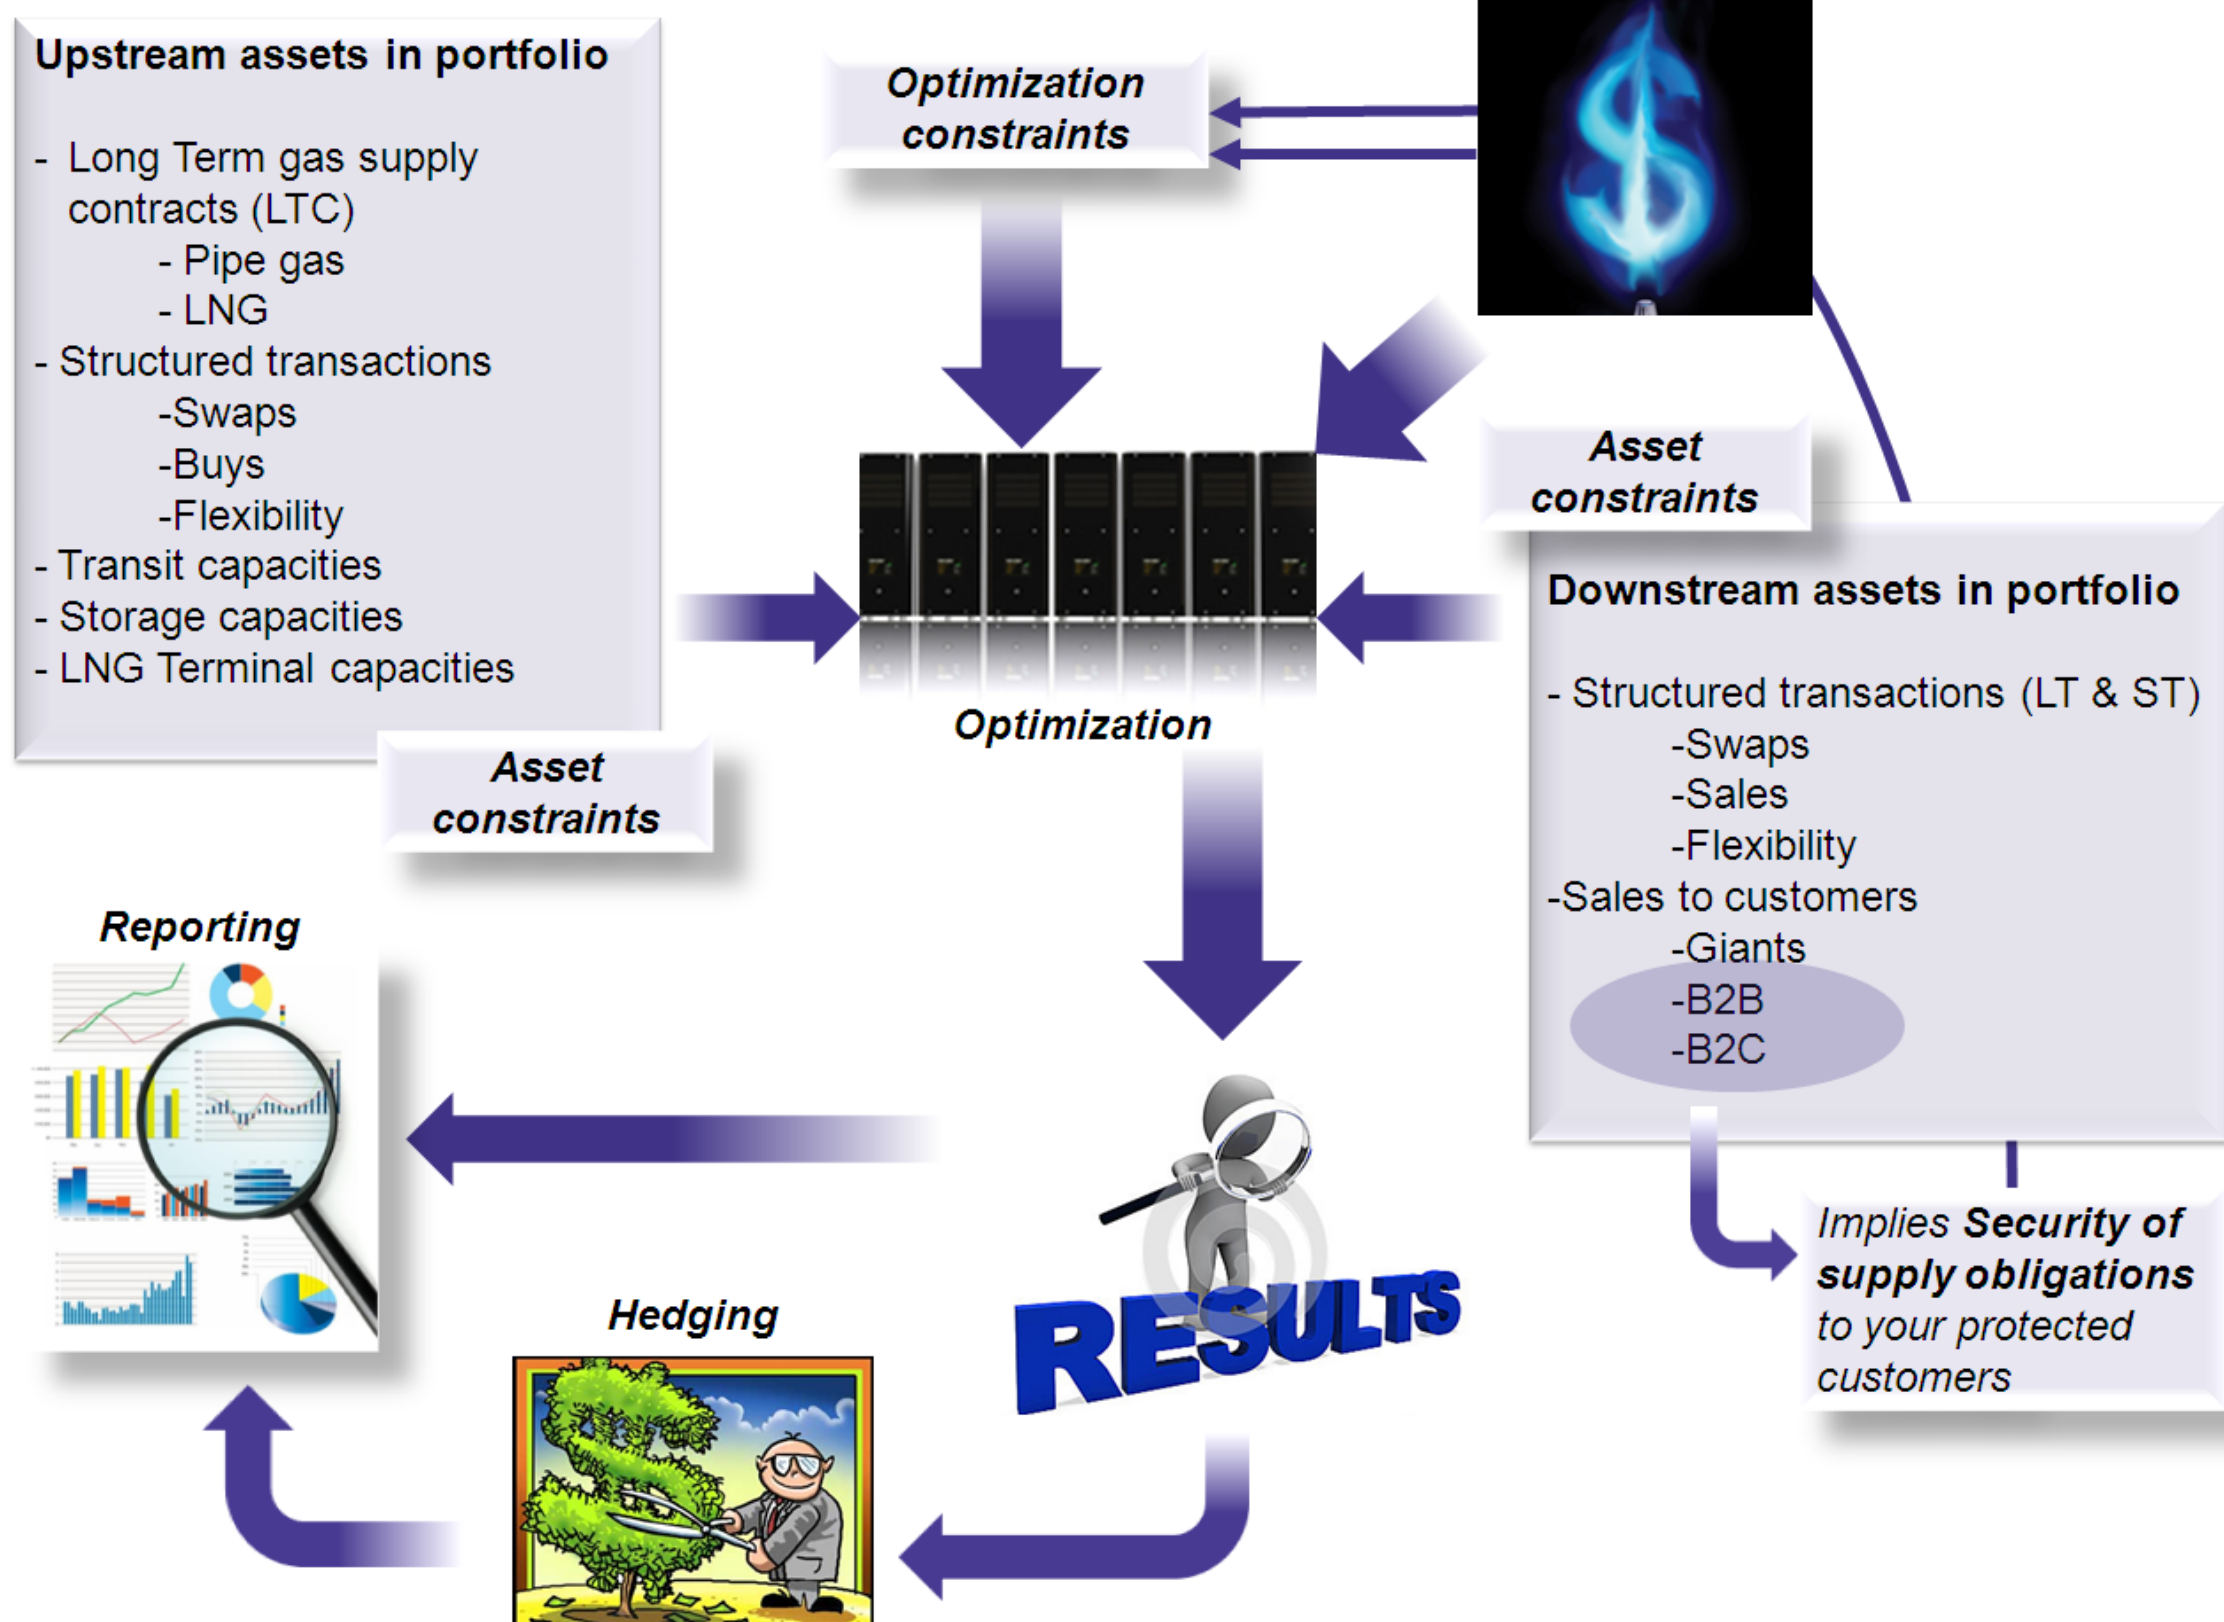 Upstream assets in portfolio
- Long Term gas supply
contracts (LTC)
- Pipe gas
- LNG
- Structured transactions
-Swaps
-Buys
-Flexibility
- Transit capacities
- Storage capacities
- LNG Terminal capacities
Asset
constraints
Optimization
constraints
Optimization
Asset
constraints
Downstream assets in portfolio
- Structured transactions (LT & ST)
-Swaps
-Sales
-Flexibility
-Sales to customers
-Giants
-B2B
-B2C
Implies Security of
supply obligations
to your protected
customers
Reporting
Hedging
RESULTS